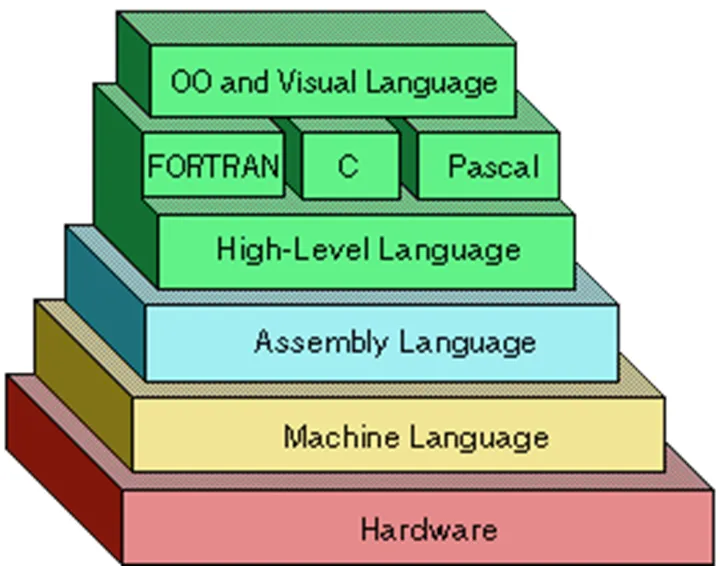 OO and Visual Language
FORTRAN C Pascal
High-Level Language
Assembly Language
Machine Language
Hardware